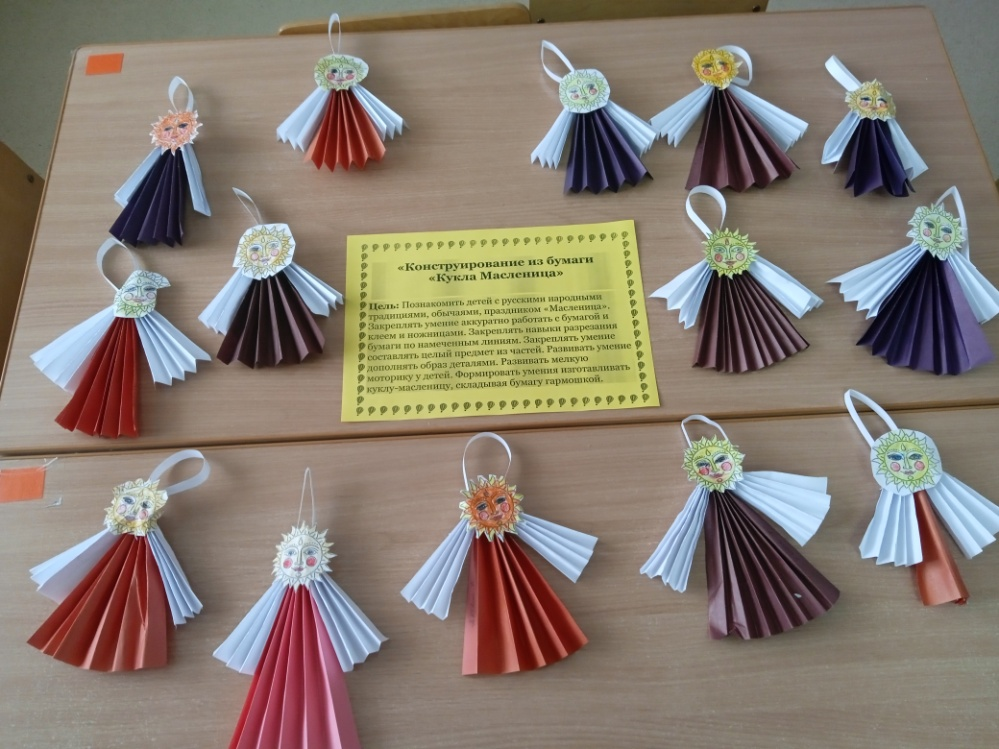 «Конструирование из бумаги
«Кукла Масленица»
Цель: Познакомить детей с русскими народными
традициями, обычаями, праздником «Масленица».
Закреплять умение аккуратно работать с бумагой и
клеем и ножницами. Закреплять навыки разрезания
бумаги по намеченным линиям. Закреплять умение
составлять целый предмет из частей. Развивать умение
дополнять образ деталями. Развивать мелкую
моторику у детей. Формировать умения изготавливать
куклу-масленицу, складывая бумагу гармошкой.